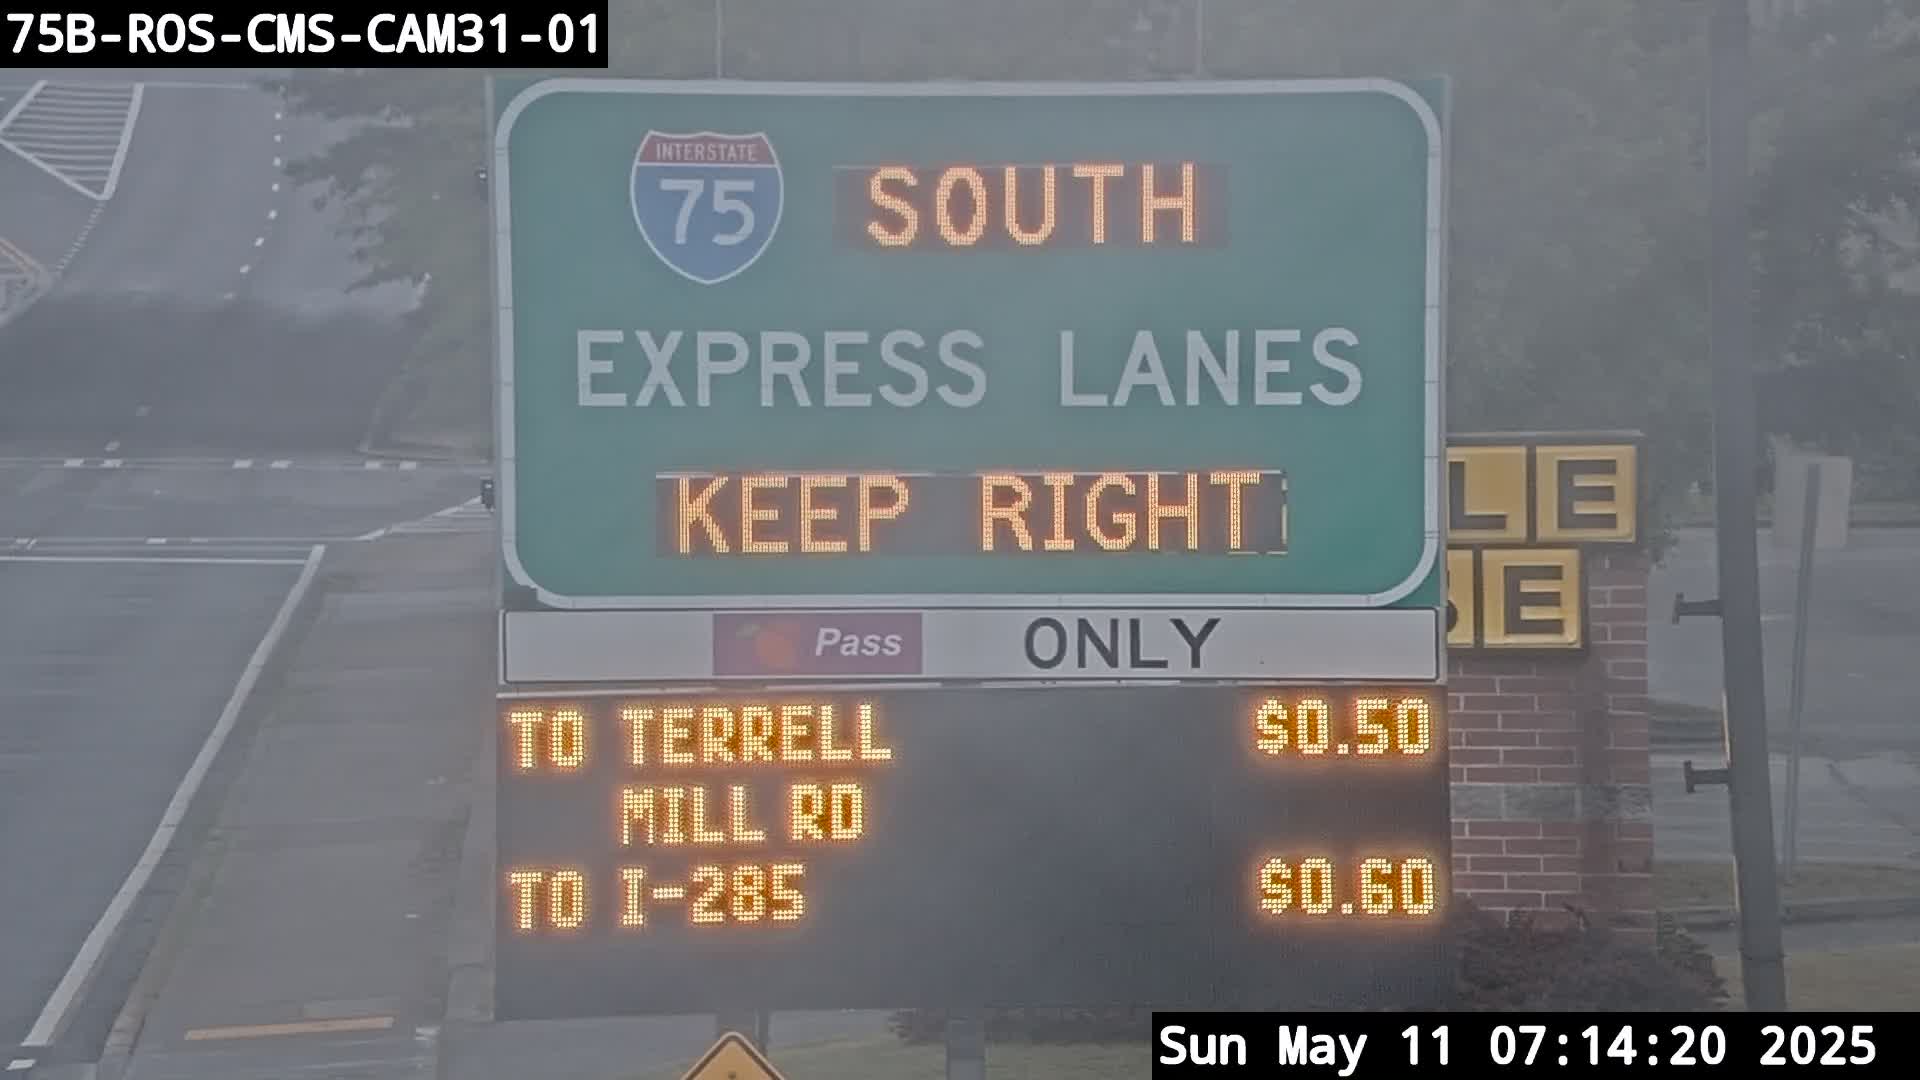 75B-ROS-CMS-CAM31-01
INTERSTATE
75
SOUTH
EXPRESS LANES
KEEP RIGHT
Pass ONLY
TO TERRELL $0.50
MILL RD
TO I-285 $0.60
LE
E
Sun May 11 07:14:20 2025